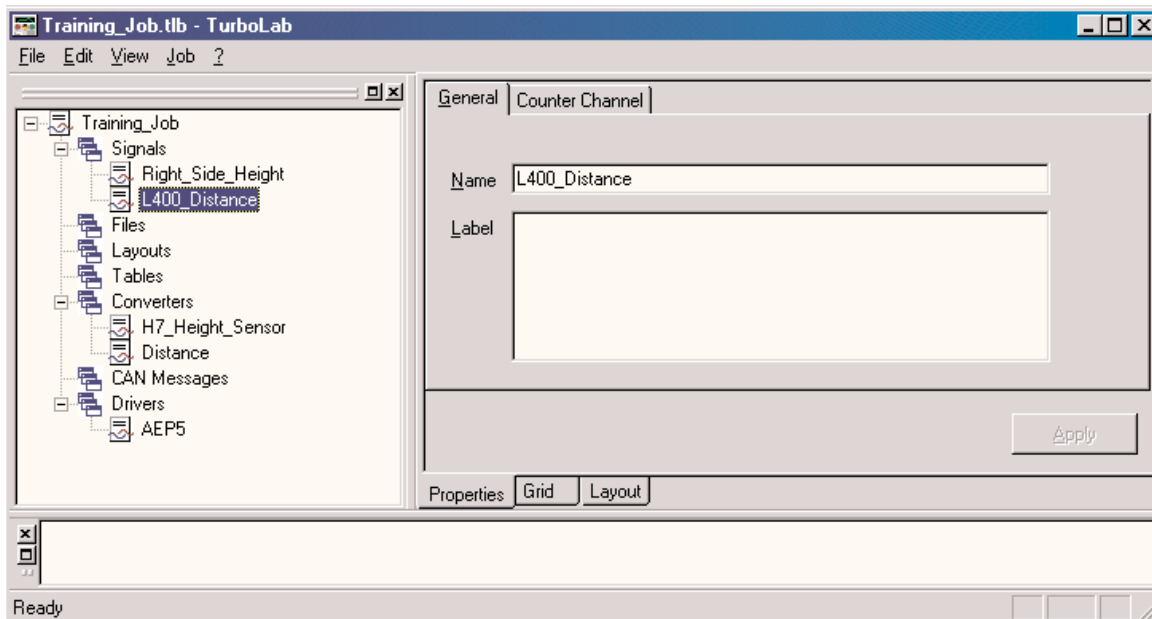 Training_Job.tlb - TurboLab
File Edit View Job ?
Training_Job
Signals
Right_Side_Height
L400_Distance
Files
Layouts
Tables
Converters
H7_Height_Sensor
Distance
CAN Messages
Drivers
AEP5
General Counter Channel
Name L400_Distance
Label
Apply
Properties Grid Layout
Ready